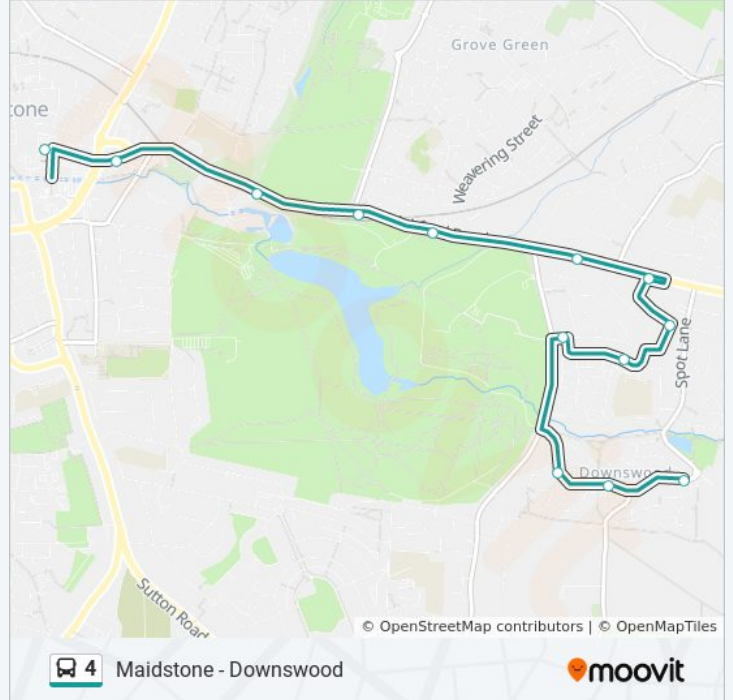 Grove Green
tone
Weavering Street
Spot Lane
Downswood
Sutton Road
© OpenStreetMap contributors | © OpenMapTiles
4 Maidstone - Downswood
moovit